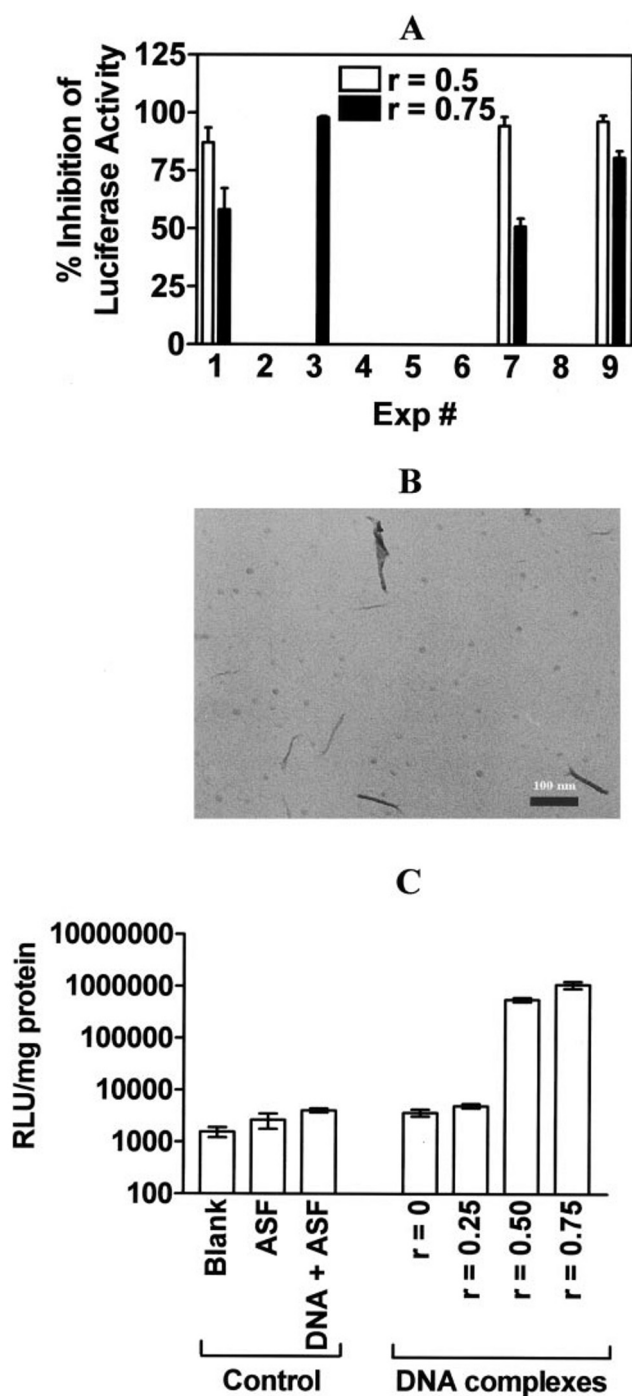 A
% Inhibition of
Luciferase Activity
125
100
75
50
25
0
r = 0.5
r = 0.75
1 2 3 4 5 6 7 8 9
Exp #
B
100 nm
C
RLU/mg protein
10000000
1000000
100000
10000
1000
100
Blank
ASF
DNA + ASF
r = 0
r = 0.25
r = 0.50
r = 0.75
Control
DNA complexes